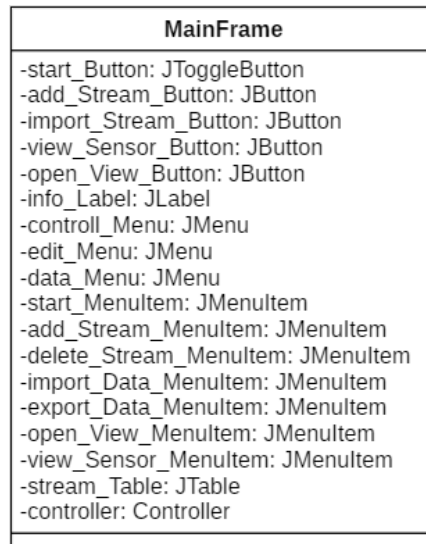 MainFrame
-start_Button: JToggleButton
-add_Stream_Button: JButton
-import_Stream_Button: JButton
-view_Sensor_Button: JButton
-open_View_Button: JButton
-info_Label: JLabel
-controll_Menu: JMenu
-edit_Menu: JMenu
-data_Menu: JMenu
-start_MenuItem: JMenuItem
-add_Stream_MenuItem: JMenuItem
-delete_Stream_MenuItem: JMenuItem
-import_Data_MenuItem: JMenuItem
-export_Data_MenuItem: JMenuItem
-open_View_MenuItem: JMenuItem
-view_Sensor_MenuItem: JMenuItem
-stream_Table: JTable
-controller: Controller